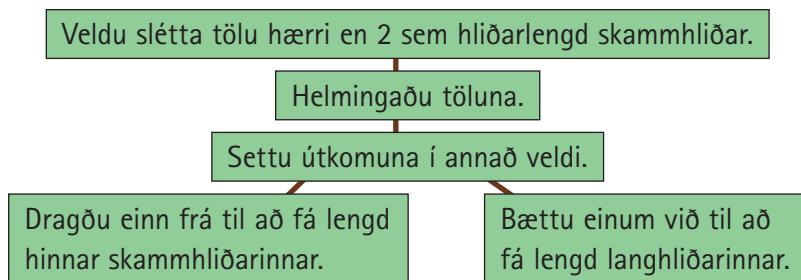 Veldu slétta tölu hærri en 2 sem hliðarlengd skammhliðar.
Helmingaðu töluna.
Settu útkomuna í annað veldi.
Dragðu einn frá til að fá lengd
hinnar skammhliðarinnar.
Bættu einum við til að
fá lengd langhliðarinnar.